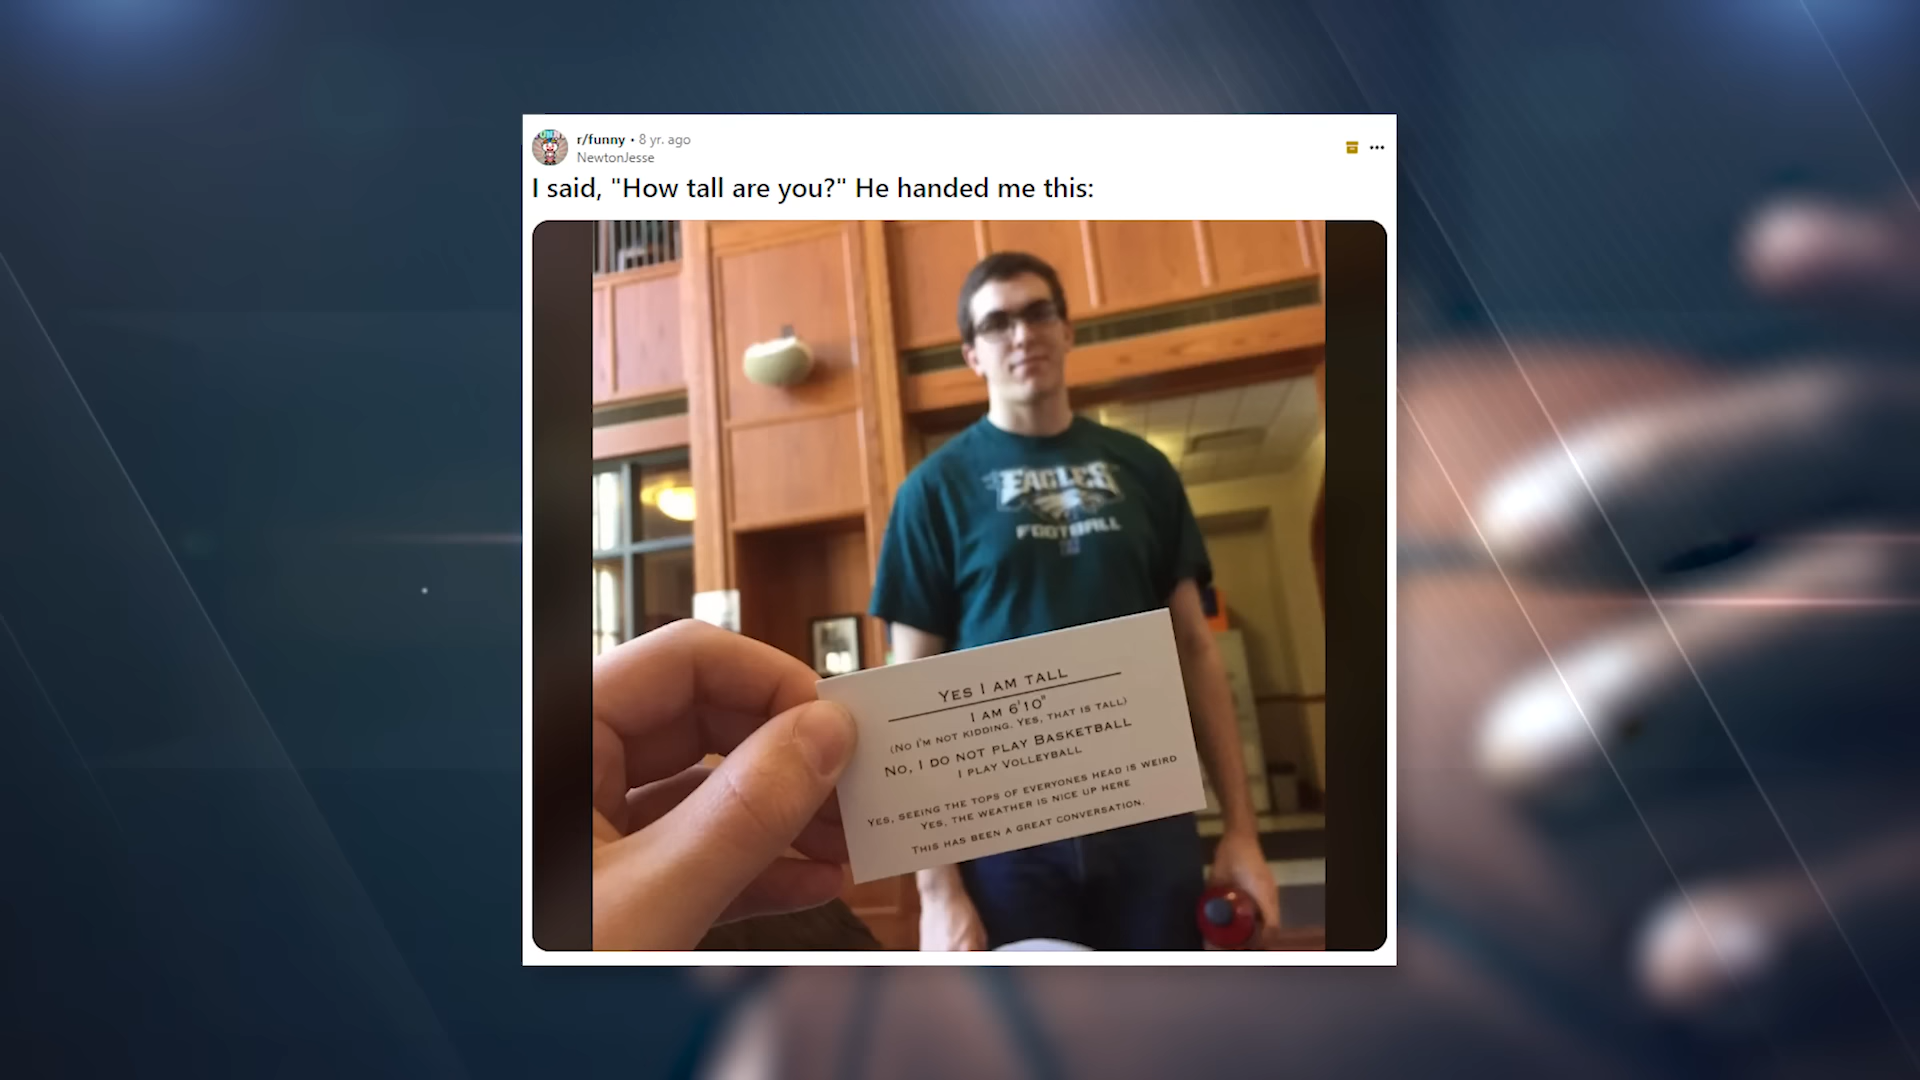 r/funny • 8 yr. ago
NewtonJesse
I said, "How tall are you?" He handed me this:
EAGLES
FOOTBALL
YES I AM TALL
I AM 6'10"
(NO I'M NOT KIDDING. YES, THAT IS TALL)
NO, I DO NOT PLAY BASKETBALL
I PLAY VOLLEYBALL
YES, SEEING THE TOPS OF EVERYONES HEAD IS WEIRD
YES, THE WEATHER IS NICE UP HERE
THIS HAS BEEN A GREAT CONVERSATION.